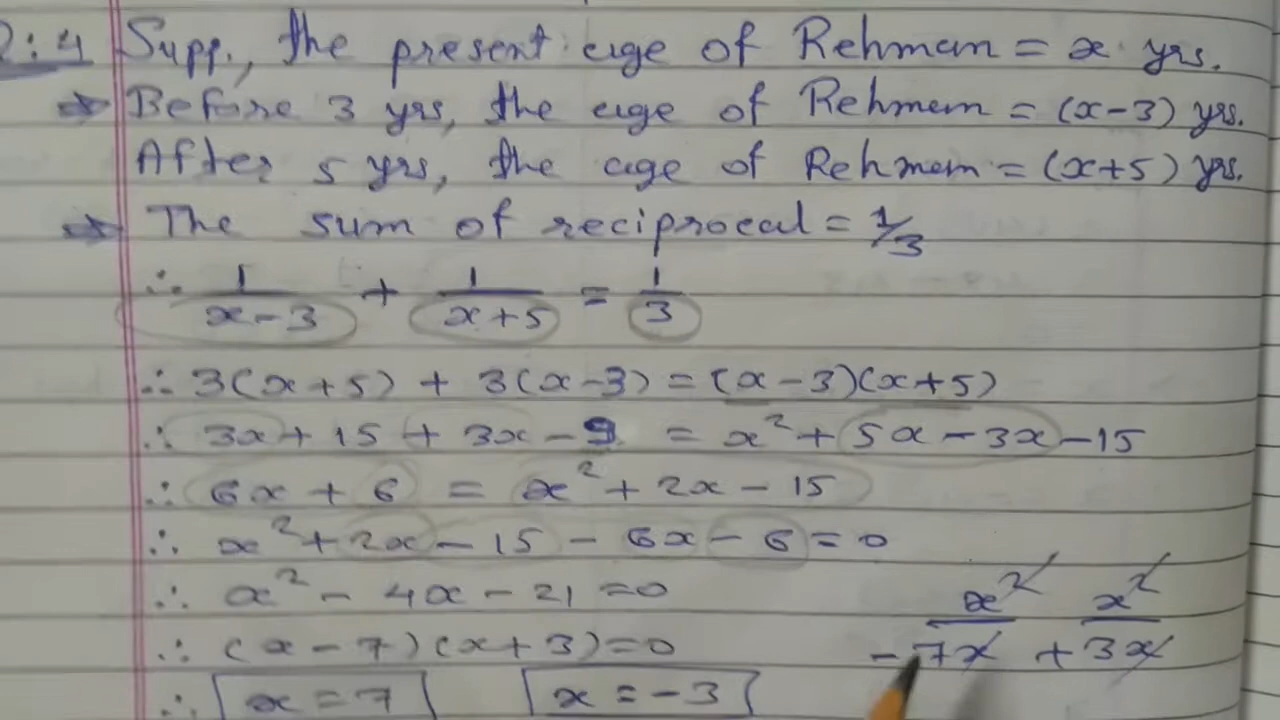 2:4 Supp., the present age of Rehman = x yrs.
⇒ Before 3 yrs, the age of Rehman = (x-3) yrs.
After 5 yrs, the age of Rehman = (x+5) yrs.
⇒ The sum of reciprocal = 1/3
∴ 1/(x-3) + 1/(x+5) = 1/3
∴ 3(x+5) + 3(x-3) = (x-3)(x+5)
∴ 3x+15 + 3x-9 = x² + 5x-3x-15
∴ 6x + 6 = x² + 2x - 15
∴ x² + 2x - 15 - 6x - 6 = 0
∴ x² - 4x - 21 = 0
x²/-7x x²/+3x
∴ (x-7)(x+3)=0
∴ x = 7 x = -3